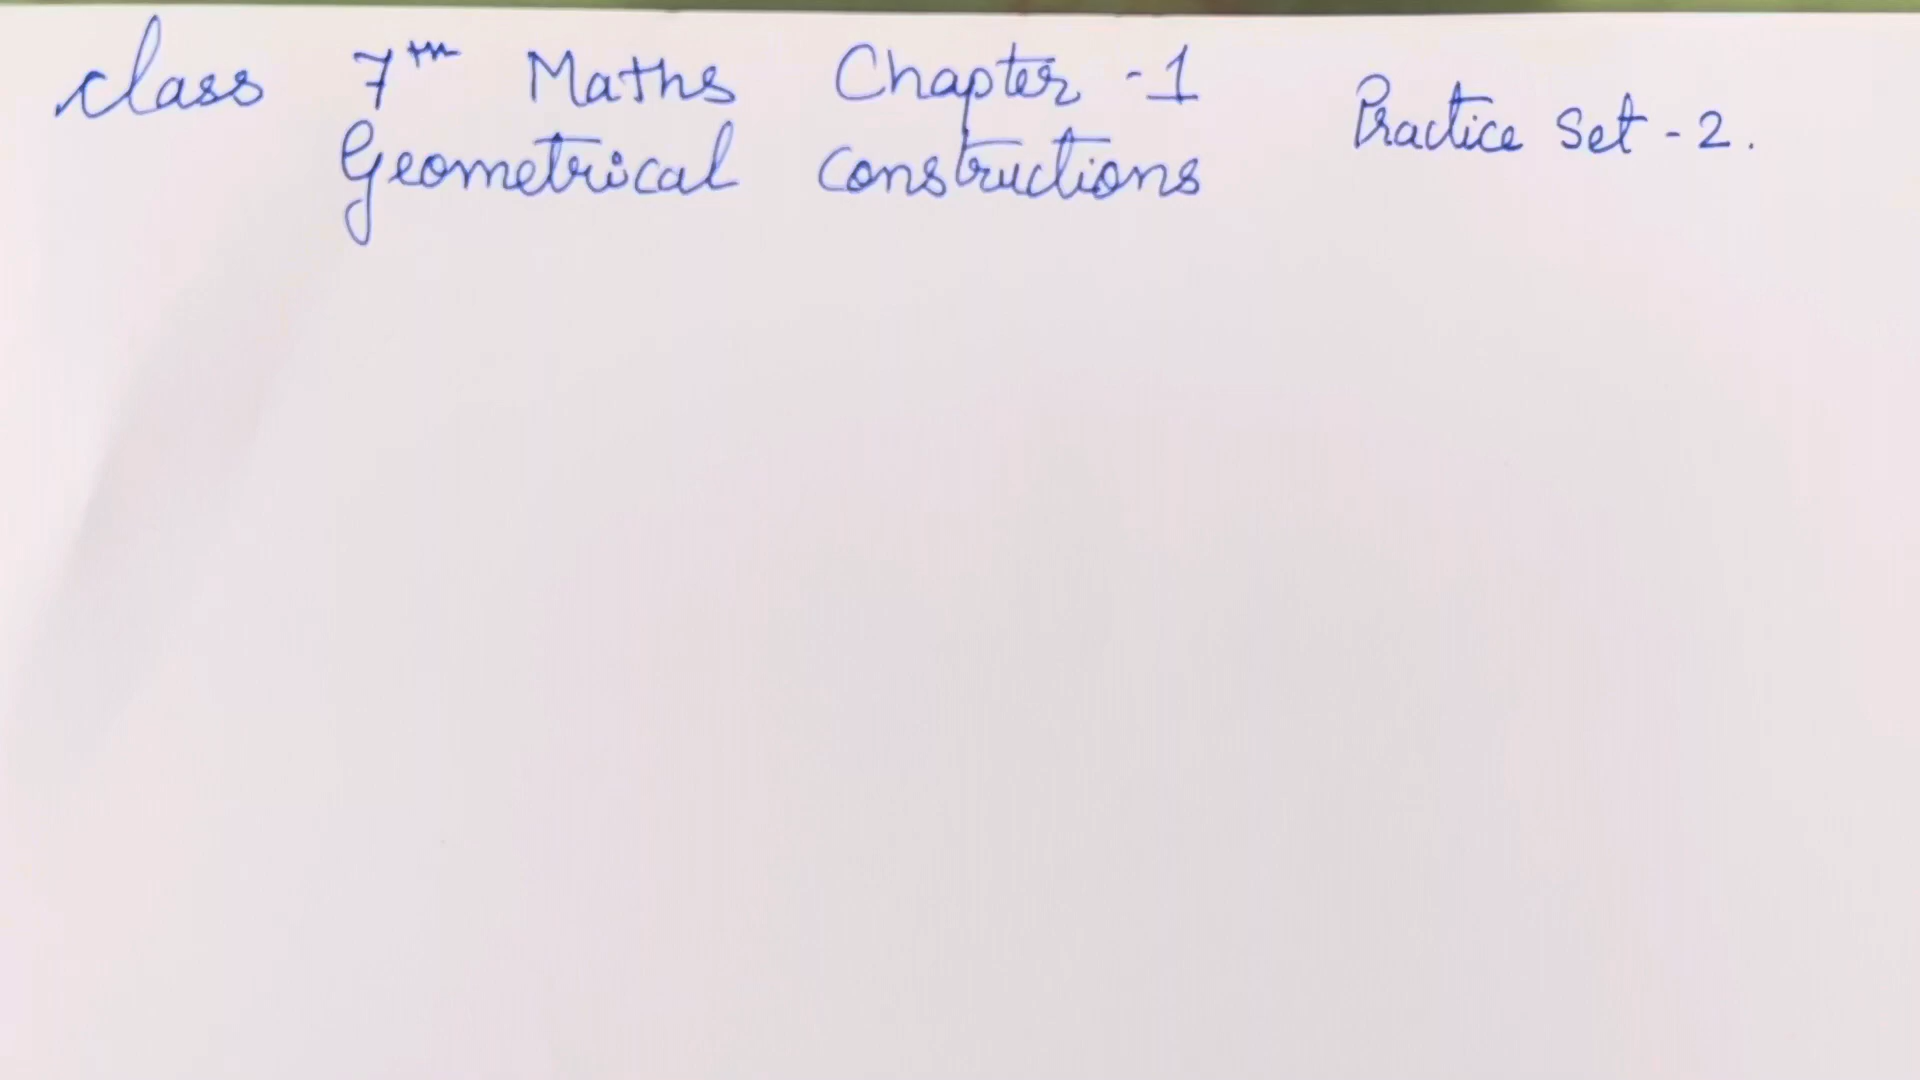 class 7th Maths Chapter -1
Geometrical constructions
Practice Set - 2.